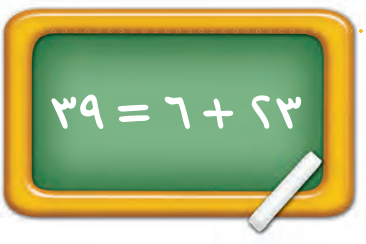 ٢٣ + ٦ = ٣٩